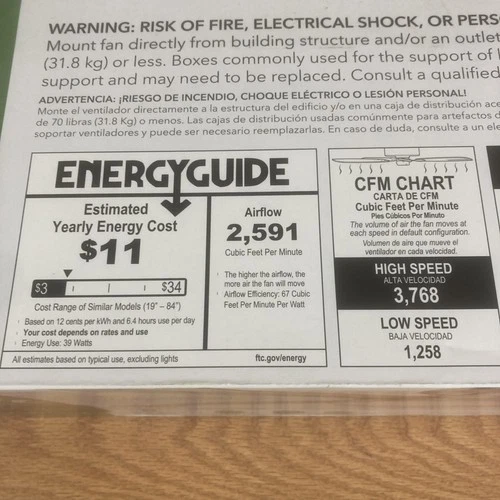 WARNING: RISK OF FIRE, ELECTRICAL SHOCK, OR
Mount fan directly from building structure and/or an outlet
(31.8 kg) or less. Boxes commonly used for the support of
support and may need to be replaced. Consult a qualified
ADVERTENCIA: ¡RIESGO DE INCENDIO, CHOQUE ELÉCTRICO O LESIÓN PERSONAL!
Monte el ventilador directamente a la estructura del edificio y/o en una caja de distribución
de 70 libras (31.8 Kg) o menos. Las cajas de distribución usadas comúnmente para artefactos
soportar ventiladores y puede ser necesario reemplazarlas. En caso de duda, consulte a un
ENERGYGUIDE
Estimated
Yearly Energy Cost
$11
$3
$34
Cost Range of Similar Models (19" – 84")
Based on 12 cents per kWh and 6.4 hours use per day
Your cost depends on rates and use
Energy Use: 39 Watts
All estimates based on typical use, excluding lights
Airflow
2,591
Cubic Feet Per Minute
The higher the airflow, the
more air the fan will move
Airflow Efficiency: 67 Cubic
Feet Per Minute Per Watt
ftc.gov/energy
CFM CHART
CARTA DE CFM
Cubic Feet Per Minute
Pies Cúbicos Por Minuto
The volume of air the fan moves at
each speed in default configuration.
Volumen de aire que mueve el
ventilador en cada velocidad.
HIGH SPEED
ALTA VELOCIDAD
3,768
LOW SPEED
BAJA VELOCIDAD
1,258